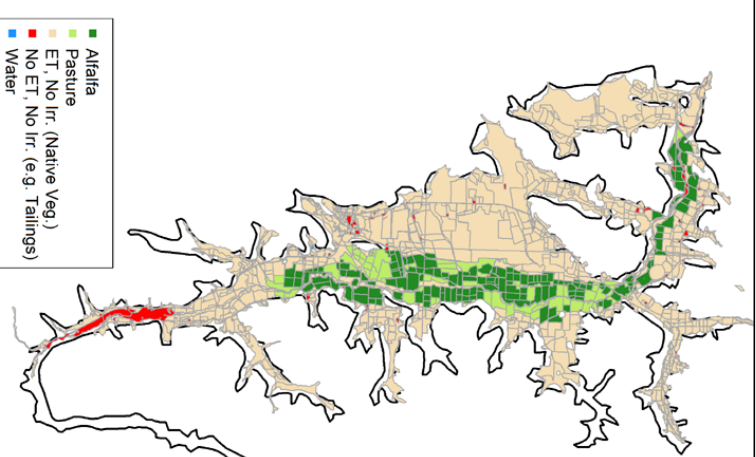 Alfalfa
Pasture
ET, No Irr. (Native Veg.)
No ET, No Irr. (e.g. Tailings)
Water